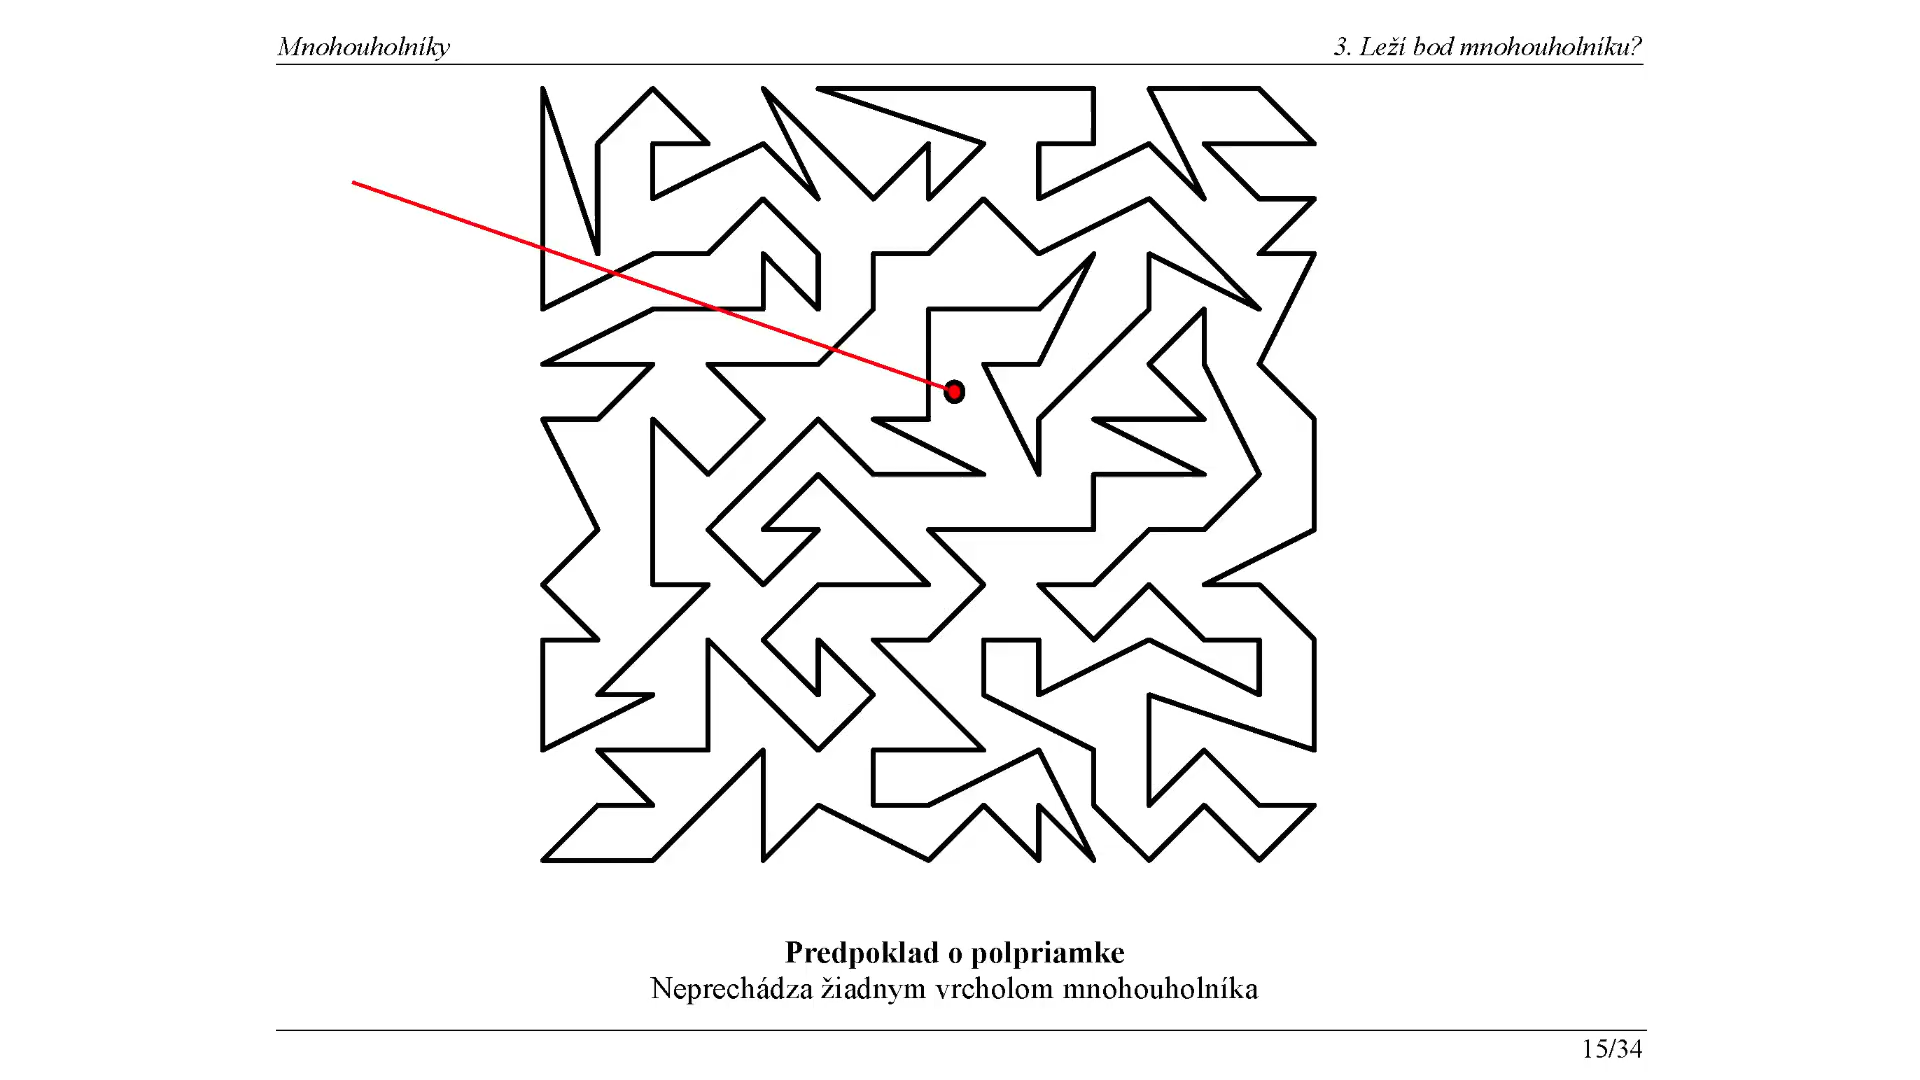 Mnohouholníky
3. Leží bod mnohouholníku?
Predpoklad o polpriamke
Neprechádza žiadnym vrcholom mnohouholníka
15/34